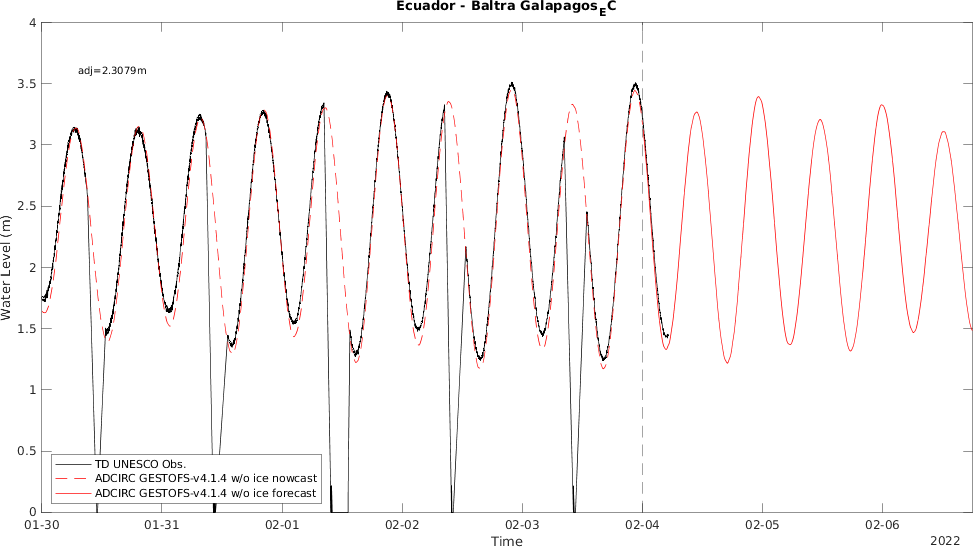 Ecuador - Baltra Galapagos_EC
adj=2.3079m
Water Level (m)
4
3.5
3
2.5
2
1.5
1
0.5
0
TD UNESCO Obs.
ADCIRC GESTOFS-v4.1.4 w/o ice nowcast
ADCIRC GESTOFS-v4.1.4 w/o ice forecast
01-30 01-31 02-01 02-02 02-03 02-04 02-05 02-06
Time
2022